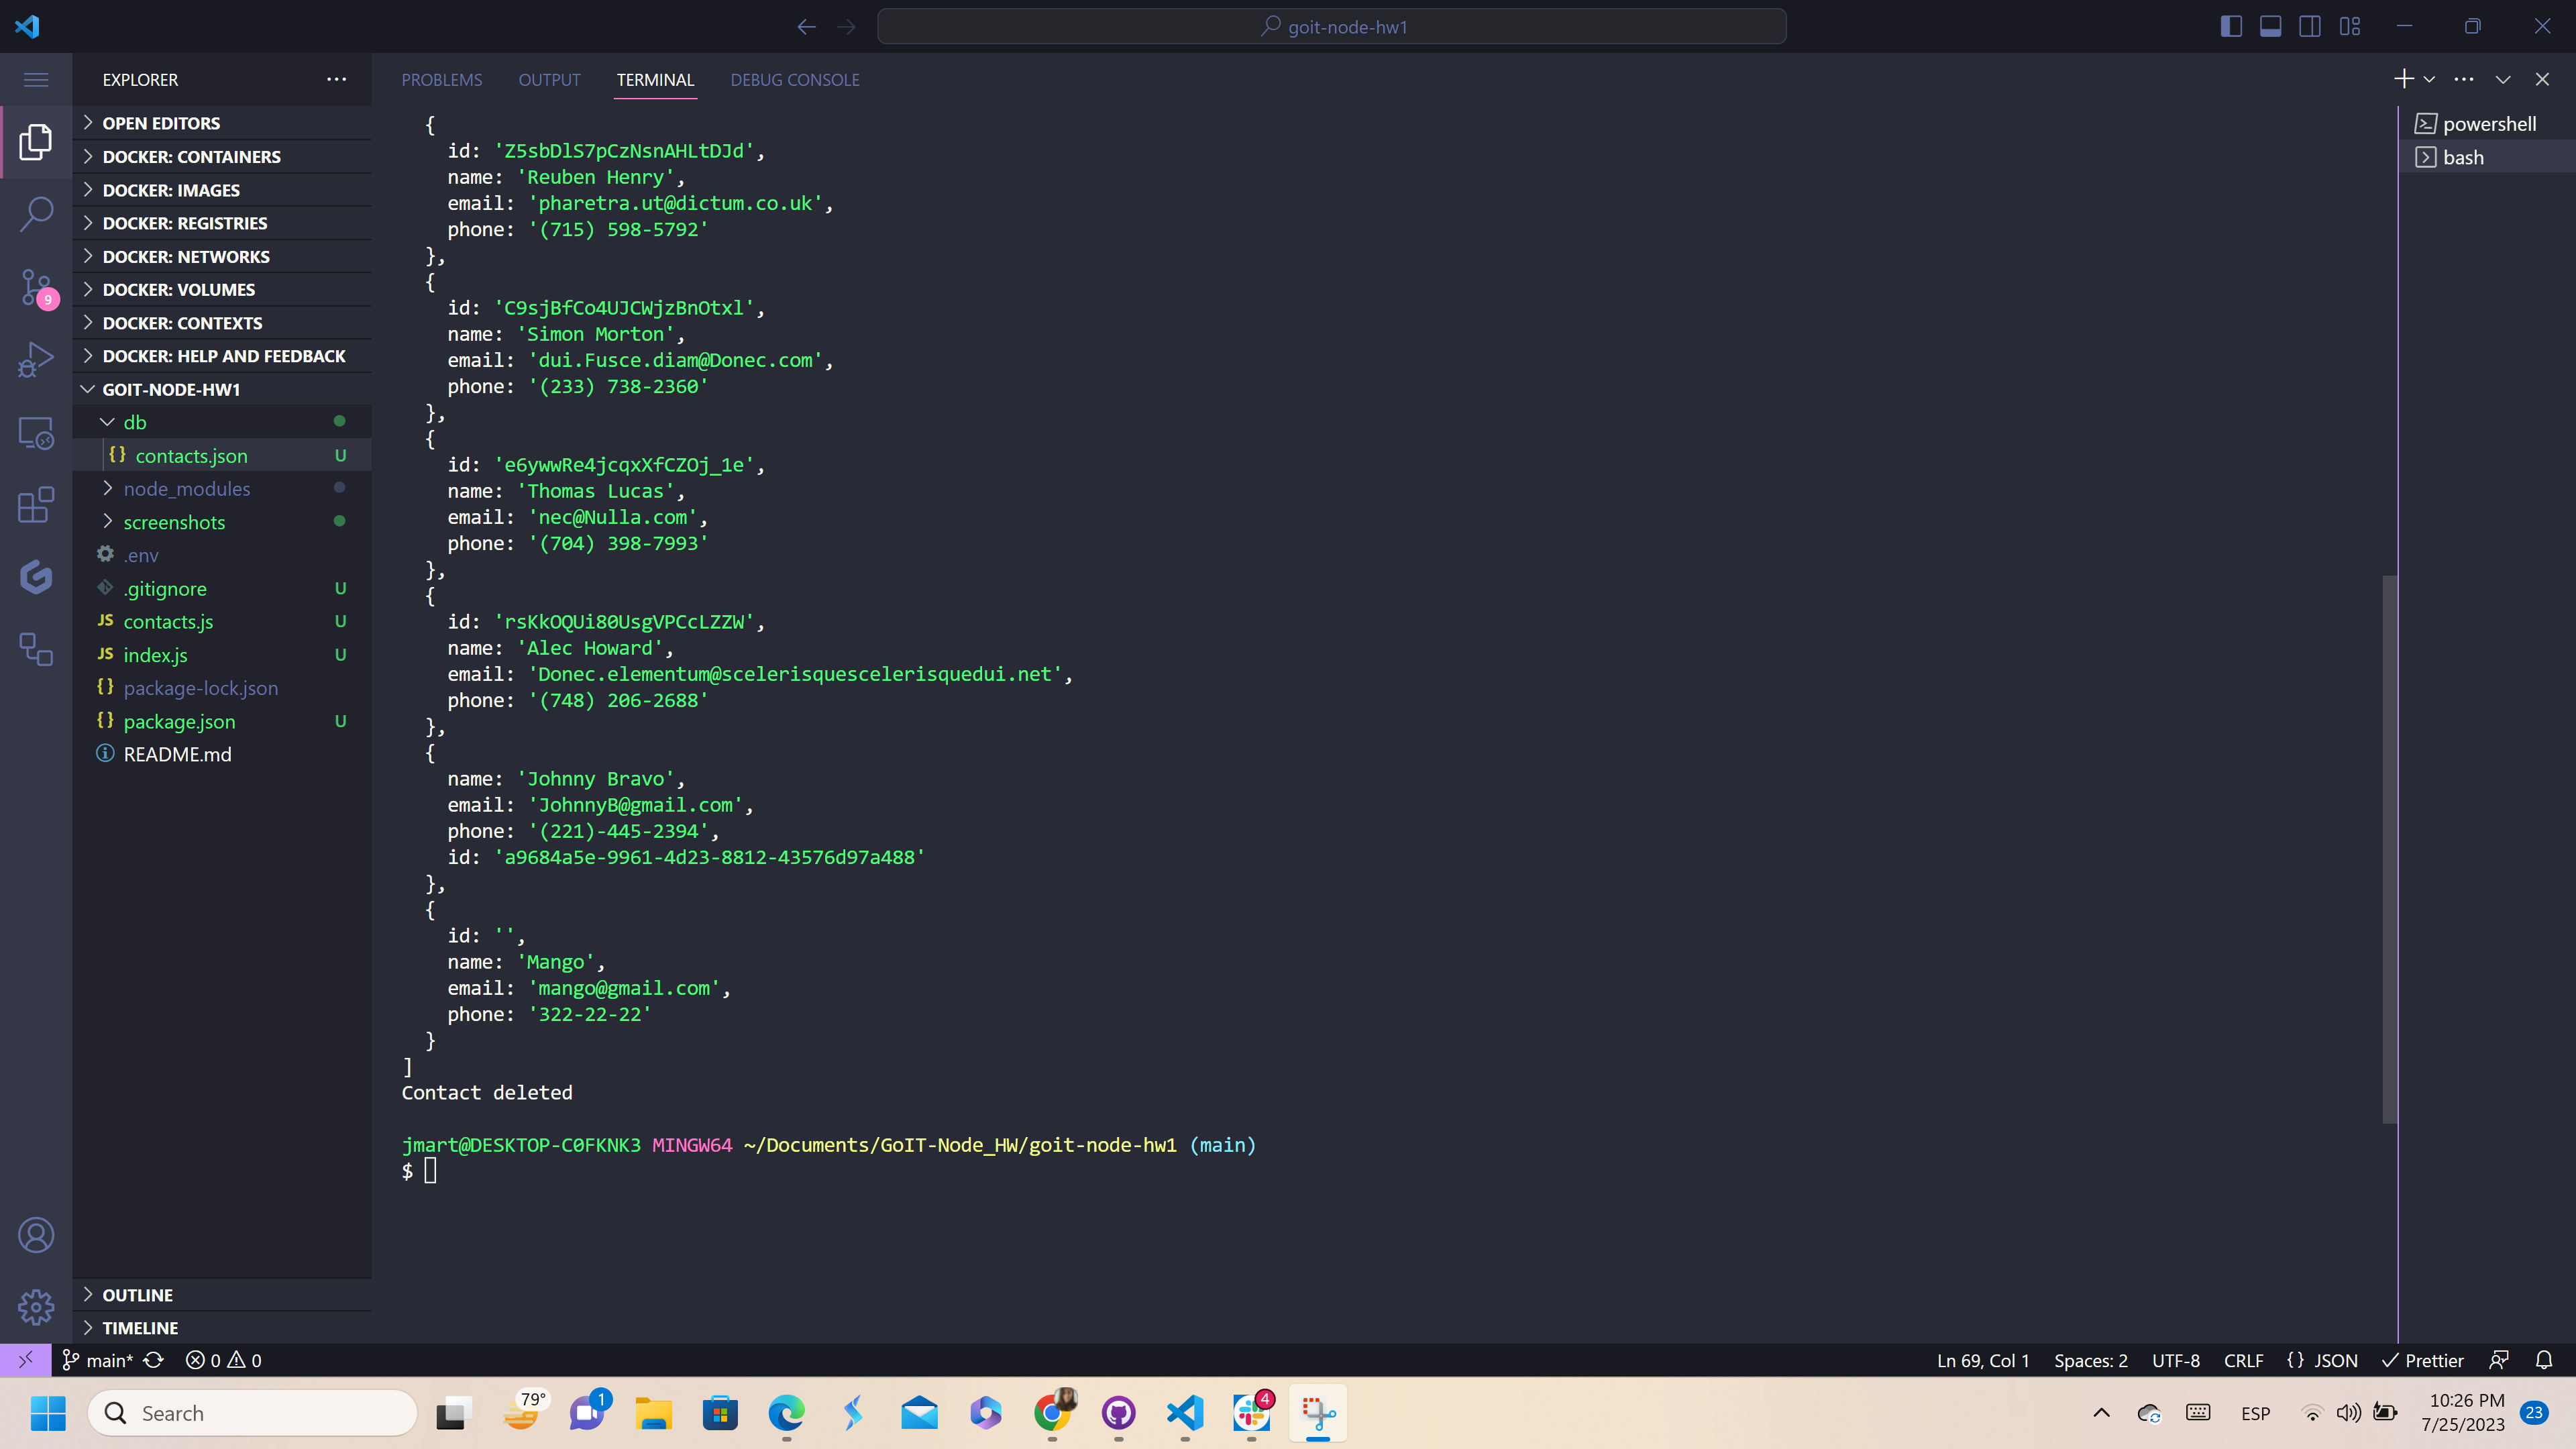 goit-node-hw1
EXPLORER
PROBLEMS OUTPUT TERMINAL DEBUG CONSOLE
OPEN EDITORS
DOCKER: CONTAINERS
DOCKER: IMAGES
DOCKER: REGISTRIES
DOCKER: NETWORKS
DOCKER: VOLUMES
DOCKER: CONTEXTS
DOCKER: HELP AND FEEDBACK
GOIT-NODE-HW1
db
{} contacts.json U
node_modules
screenshots
.env
.gitignore U
JS contacts.js U
JS index.js U
{} package-lock.json
{} package.json U
README.md
OUTLINE
TIMELINE
9
{
id: 'Z5sbDlS7pCzNsnAHLtDJd',
name: 'Reuben Henry',
email: 'pharetra.ut@dictum.co.uk',
phone: '(715) 598-5792'
},
{
id: 'C9sjBfCo4UJCWjzBnOtxl',
name: 'Simon Morton',
email: 'dui.Fusce.diam@Donec.com',
phone: '(233) 738-2360'
},
{
id: 'e6ywwRe4jcqxXfCZOj_1e',
name: 'Thomas Lucas',
email: 'nec@Nulla.com',
phone: '(704) 398-7993'
},
{
id: 'rsKkOQUi80UsgVPCcLZZW',
name: 'Alec Howard',
email: 'Donec.elementum@scelerisquescelerisquedui.net',
phone: '(748) 206-2688'
},
{
name: 'Johnny Bravo',
email: 'JohnnyB@gmail.com',
phone: '(221)-445-2394',
id: 'a9684a5e-9961-4d23-8812-43576d97a488'
},
{
id: '',
name: 'Mango',
email: 'mango@gmail.com',
phone: '322-22-22'
}
]
Contact deleted
jmart@DESKTOP-C0FKNK3 MINGW64 ~/Documents/GoIT-Node_HW/goit-node-hw1 (main)
$
powershell
bash
main* 0 0
Ln 69, Col 1 Spaces: 2 UTF-8 CRLF {} JSON Prettier
Search
79°
1
4
ESP
10:26 PM
7/25/2023
23